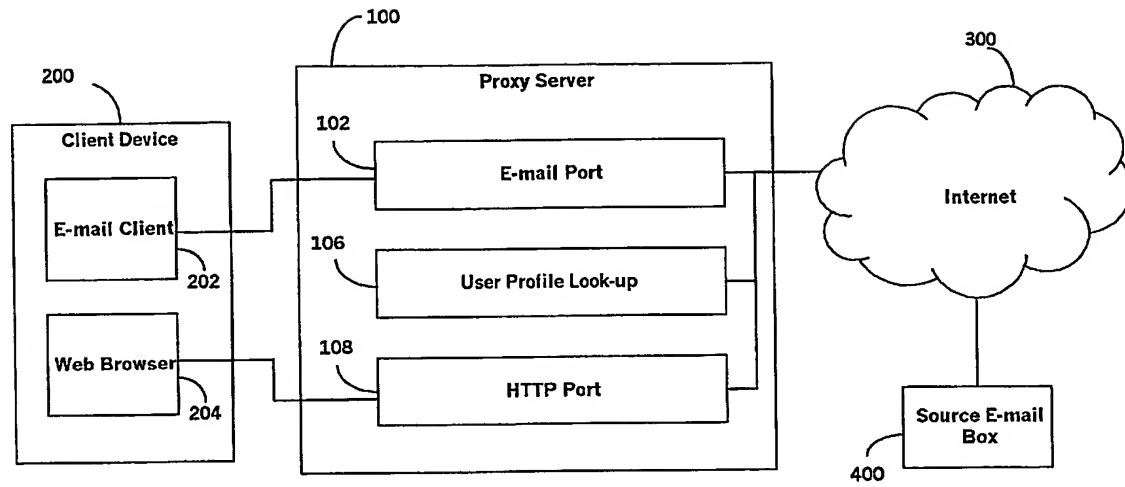 100
300
200
Proxy Server
Client Device
102
E-mail Port
E-mail Client
202
Internet
106
User Profile Look-up
Web Browser
204
108
HTTP Port
Source E-mail
Box
400